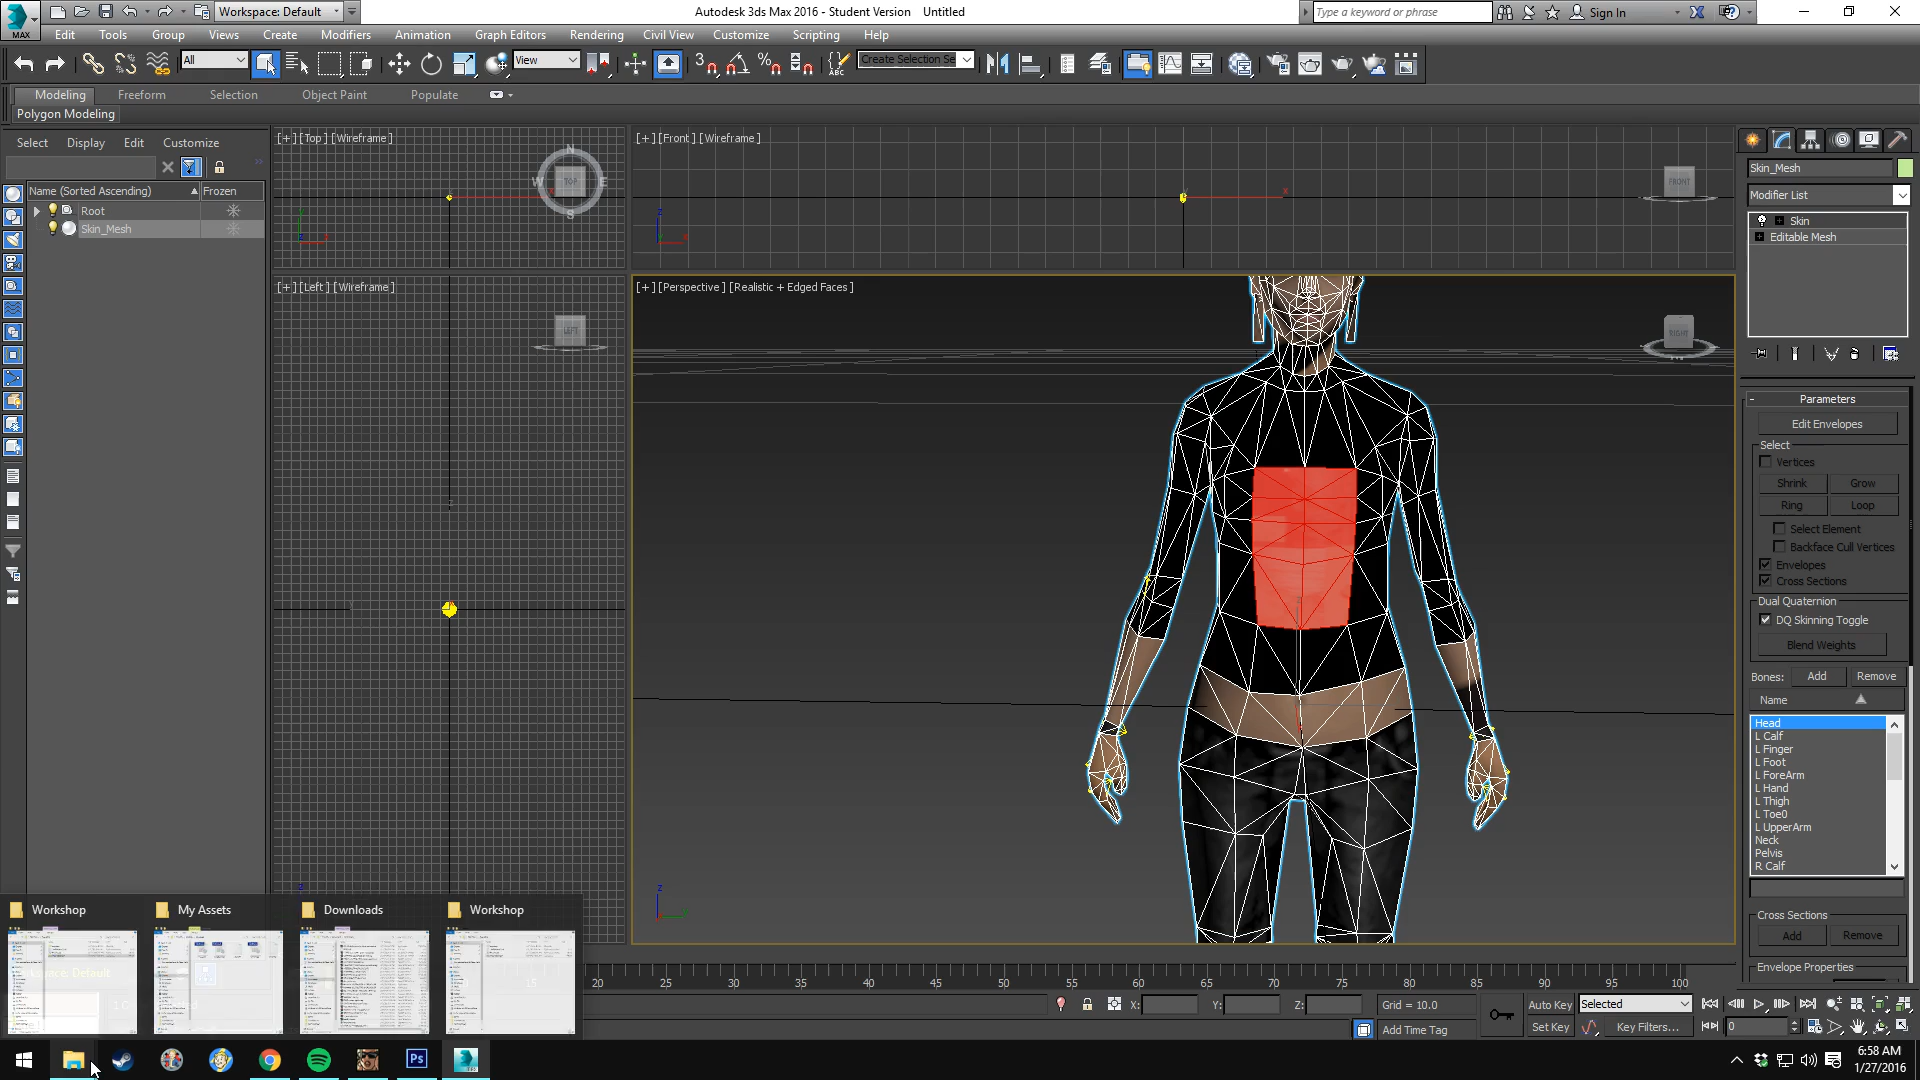 Workspace: Default
Autodesk 3ds Max 2016 - Student Version Untitled
Type a keyword or phrase
Sign In
MAX
Edit Tools Group Views Create Modifiers Animation Graph Editors Rendering Civil View Customize Scripting Help
All
View
Create Selection Se
Modeling Freeform Selection Object Paint Populate
Polygon Modeling
Select Display Edit Customize
Name (Sorted Ascending) Frozen
Root
Skin_Mesh
[+] [Top] [Wireframe]
N
W TOP E
S
[+] [Front] [Wireframe]
FRONT
[+] [Left] [Wireframe]
LEFT
[+] [Perspective] [Realistic + Edged Faces]
RIGHT
Skin_Mesh
Modifier List
Skin
Editable Mesh
Parameters
Edit Envelopes
Select
Vertices
Shrink Grow
Ring Loop
Select Element
Backface Cull Vertices
Envelopes
Cross Sections
Dual Quaternion
DQ Skinning Toggle
Blend Weights
Bones: Add Remove
Name
Head
L Calf
L Finger
L Foot
L ForeArm
L Hand
L Thigh
L Toe0
L UpperArm
Neck
Pelvis
R Calf
Cross Sections
Add Remove
Envelope Properties
Workshop My Assets Downloads Workshop
20 25 30 35 40 45 50 55 60 65 70 75 80 85 90 95 100
X: Y: Z: Grid = 10.0
Auto Key Selected
Add Time Tag
Set Key Key Filters...
0
6:58 AM
1/27/2016